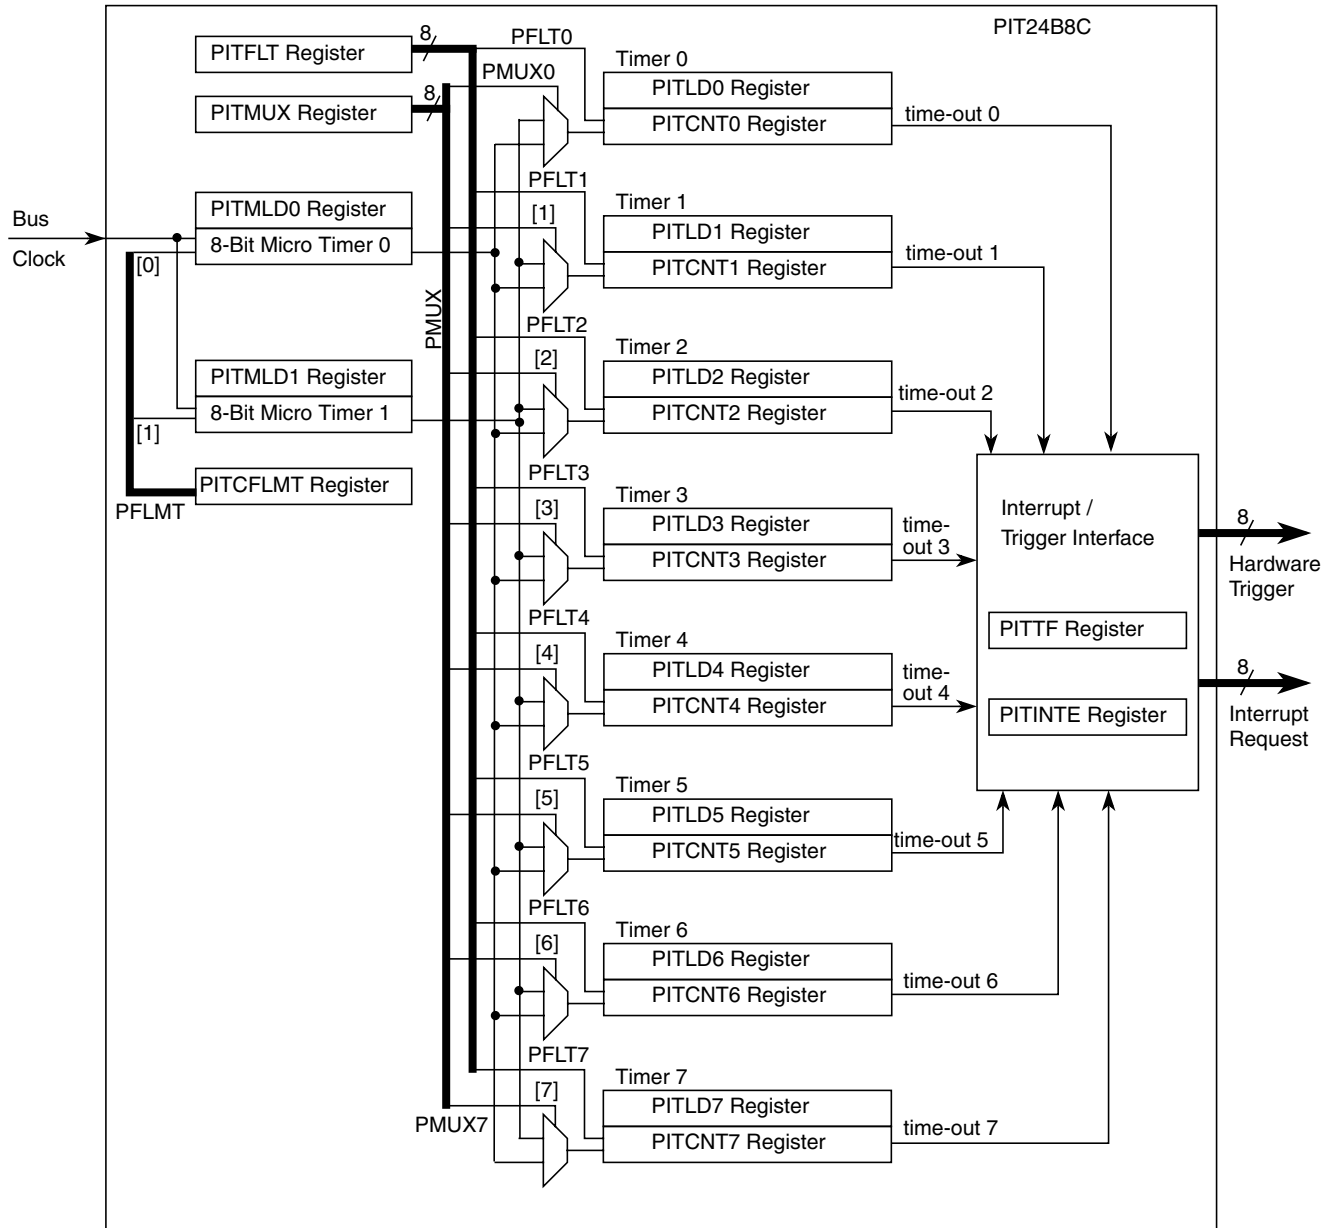 PIT24B8C
PITFLT Register
8
PFLT0
PMUX0
PITMUX Register
8
Timer 0
PITLD0 Register
PITCNT0 Register
time-out 0
Bus
Clock
PITMLD0 Register
8-Bit Micro Timer 0
[0]
PFLT1
[1]
Timer 1
PITLD1 Register
PITCNT1 Register
time-out 1
PMUX
PFLT2
[2]
Timer 2
PITLD2 Register
PITCNT2 Register
time-out 2
PITMLD1 Register
8-Bit Micro Timer 1
[1]
PITCFLMT Register
PFLMT
PFLT3
[3]
Timer 3
PITLD3 Register
PITCNT3 Register
time-
out 3
Interrupt /
Trigger Interface
8
Hardware
Trigger
PFLT4
[4]
Timer 4
PITLD4 Register
PITCNT4 Register
time-
out 4
PITTF Register
PITINTE Register
8
Interrupt
Request
PFLT5
[5]
Timer 5
PITLD5 Register
PITCNT5 Register
time-out 5
PFLT6
[6]
Timer 6
PITLD6 Register
PITCNT6 Register
time-out 6
PFLT7
[7]
PMUX7
Timer 7
PITLD7 Register
PITCNT7 Register
time-out 7